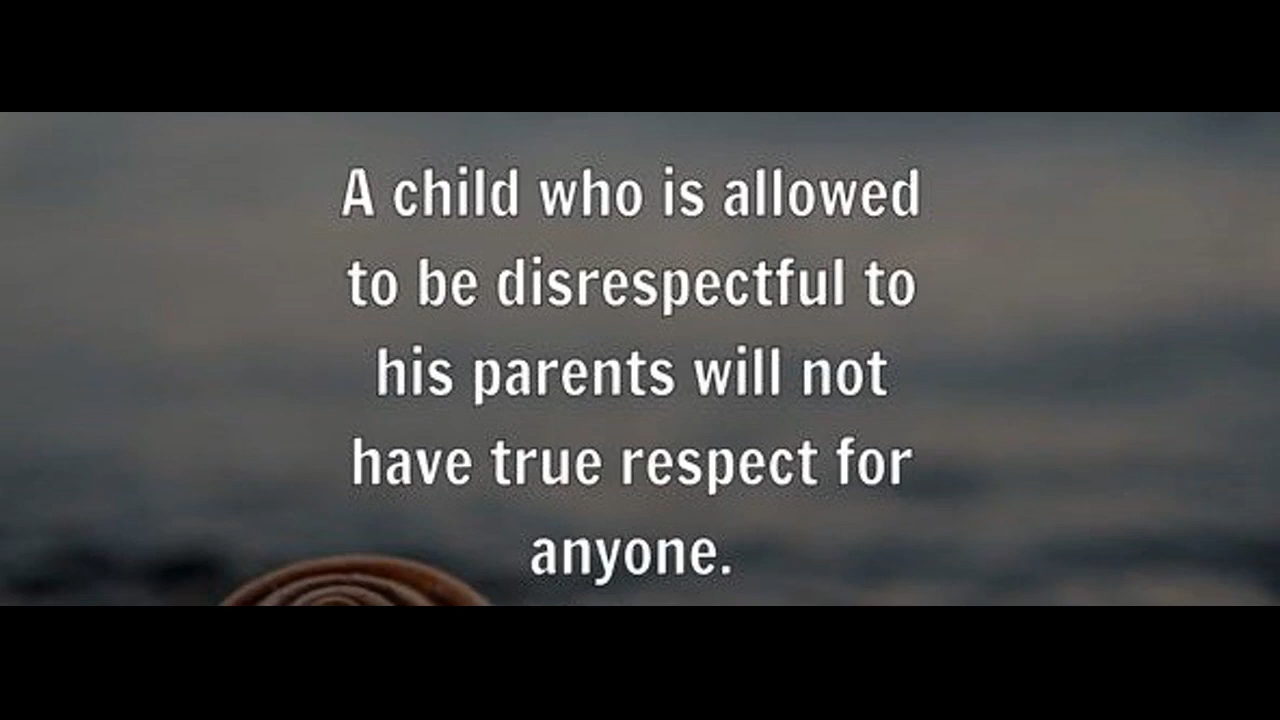 A child who is allowed
to be disrespectful to
his parents will not
have true respect for
anyone.